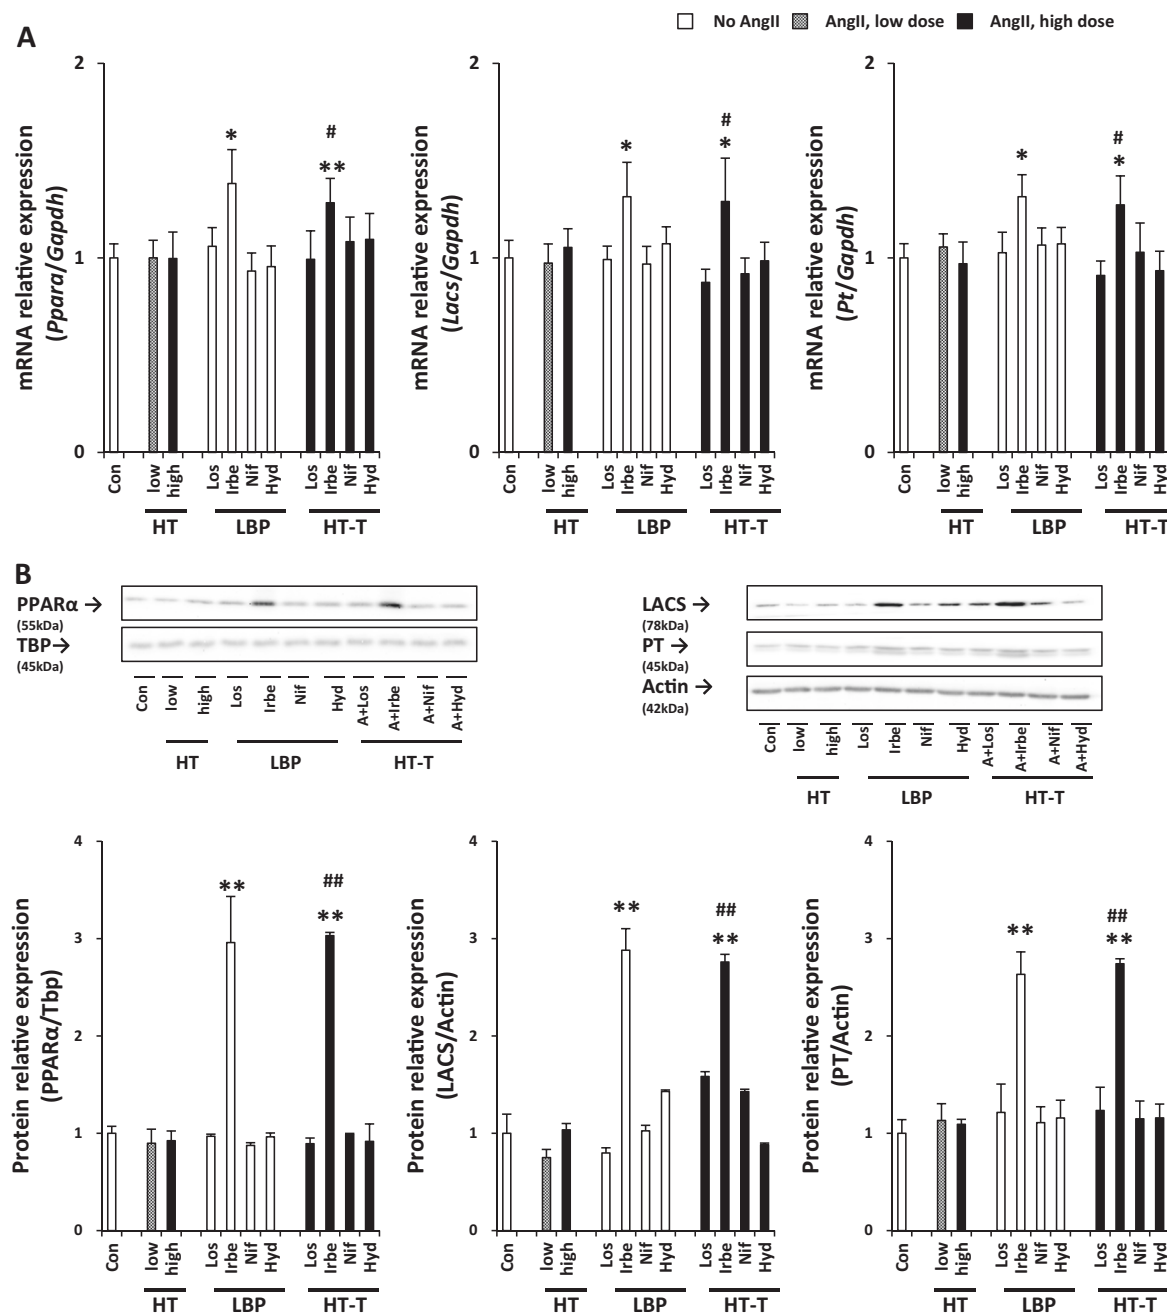 No AngII AngII, low dose AngII, high dose
A
mRNA relative expression
(Ppara/Gapdh)
2
1
0
* # **
Con low high Los Irbe Nif Hyd Los Irbe Nif Hyd
HT LBP HT-T
mRNA relative expression
(Lacs/Gapdh)
2
1
0
* # *
Con low high Los Irbe Nif Hyd Los Irbe Nif Hyd
HT LBP HT-T
mRNA relative expression
(Pt/Gapdh)
2
1
0
* # *
Con low high Los Irbe Nif Hyd Los Irbe Nif Hyd
HT LBP HT-T
B
PPARα →
(55kDa)
TBP→
(45kDa)
Con low high Los Irbe Nif Hyd A+Los A+Irbe A+Nif A+Hyd
HT LBP HT-T
LACS →
(78kDa)
PT →
(45kDa)
Actin →
(42kDa)
Con low high Los Irbe Nif Hyd A+Los A+Irbe A+Nif A+Hyd
HT LBP HT-T
Protein relative expression
(PPARα/Tbp)
4
3
2
1
0
** ## **
Con low high Los Irbe Nif Hyd Los Irbe Nif Hyd
HT LBP HT-T
Protein relative expression
(LACS/Actin)
4
3
2
1
0
** ## **
Con low high Los Irbe Nif Hyd Los Irbe Nif Hyd
HT LBP HT-T
Protein relative expression
(PT/Actin)
4
3
2
1
0
** ## **
Con low high Los Irbe Nif Hyd Los Irbe Nif Hyd
HT LBP HT-T